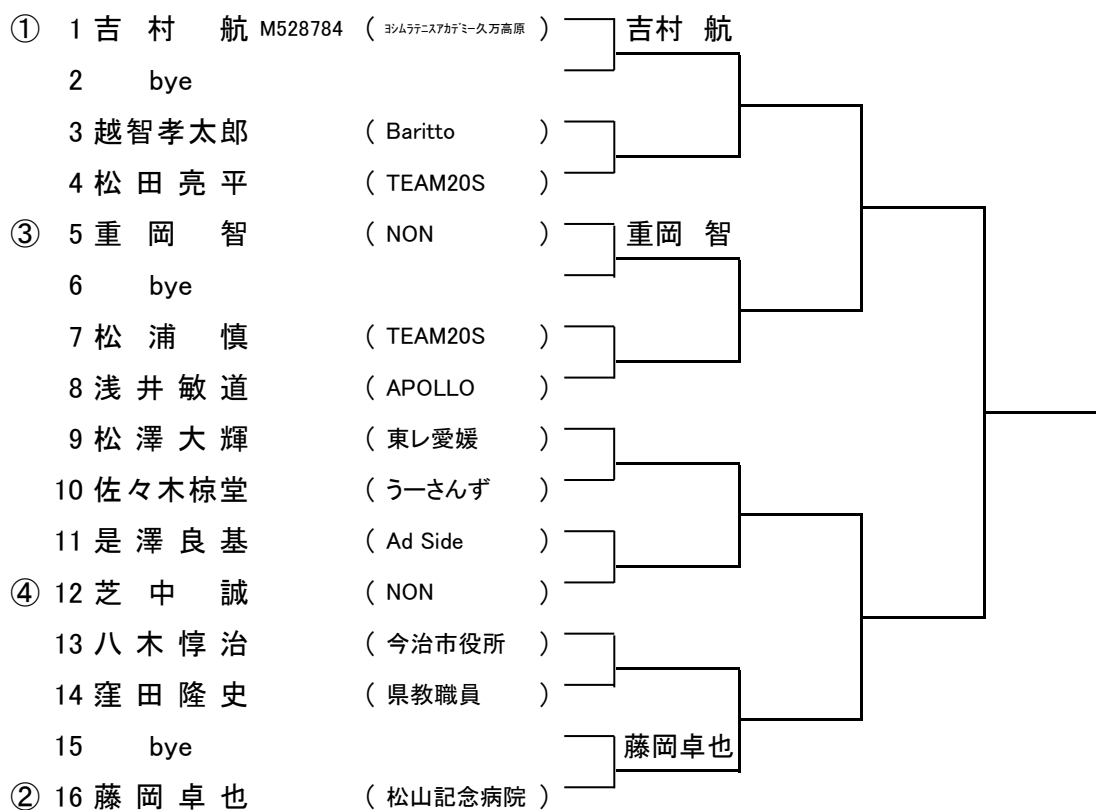 ① 1 吉村 航 M528784 ( ﾖｼﾑﾗﾃﾆｽｱｶﾃﾞﾐｰ久万高原 ) 吉村 航
2 bye
3 越智孝太郎 ( Baritto )
4 松田亮平 ( TEAM20S )
③ 5 重岡 智 ( NON ) 重岡 智
6 bye
7 松浦 慎 ( TEAM20S )
8 浅井敏道 ( APOLLO )
9 松澤大輝 ( 東レ愛媛 )
10 佐々木椋堂 ( うーさんず )
11 是澤良基 ( Ad Side )
④ 12 芝中 誠 ( NON )
13 八木惇治 ( 今治市役所 )
14 窪田隆史 ( 県教職員 )
15 bye 藤岡卓也
② 16 藤岡卓也 ( 松山記念病院 )